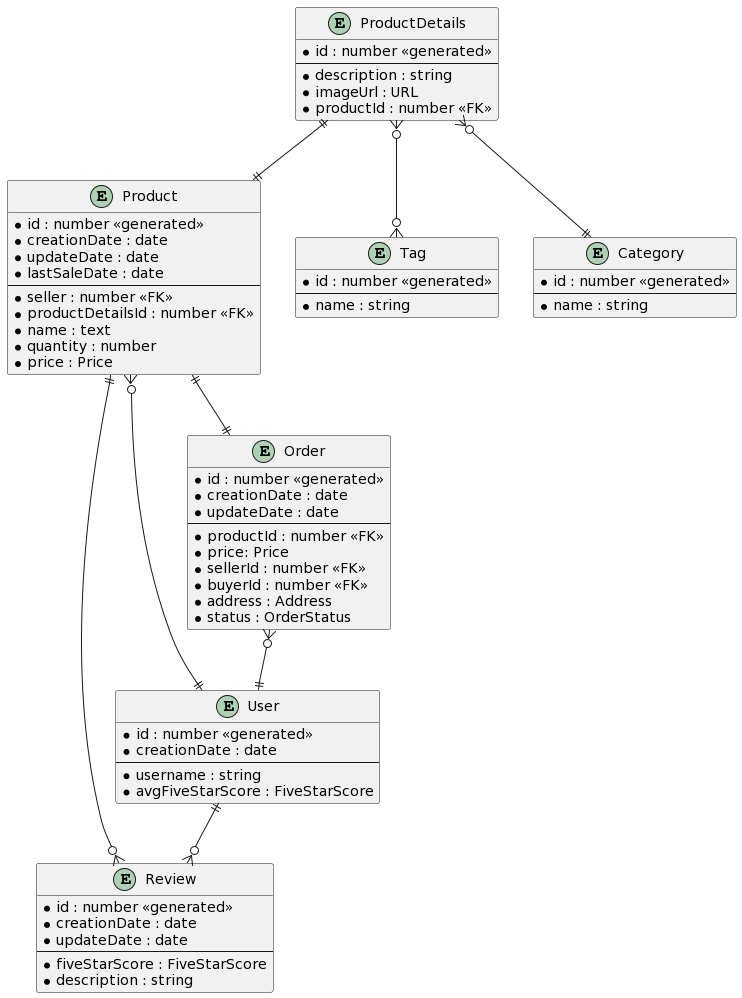 E ProductDetails
id : number «generated»
description : string
imageUrl : URL
productId : number «FK»
E Product
id : number «generated»
creationDate : date
updateDate : date
lastSaleDate : date
seller : number «FK»
productDetailsId : number «FK»
name : text
quantity : number
price : Price
E Tag
id : number «generated»
name : string
E Category
id : number «generated»
name : string
E Order
id : number «generated»
creationDate : date
updateDate : date
productId : number «FK»
price: Price
sellerId : number «FK»
buyerId : number «FK»
address : Address
status : OrderStatus
E User
id : number «generated»
creationDate : date
username : string
avgFiveStarScore : FiveStarScore
E Review
id : number «generated»
creationDate : date
updateDate : date
fiveStarScore : FiveStarScore
description : string